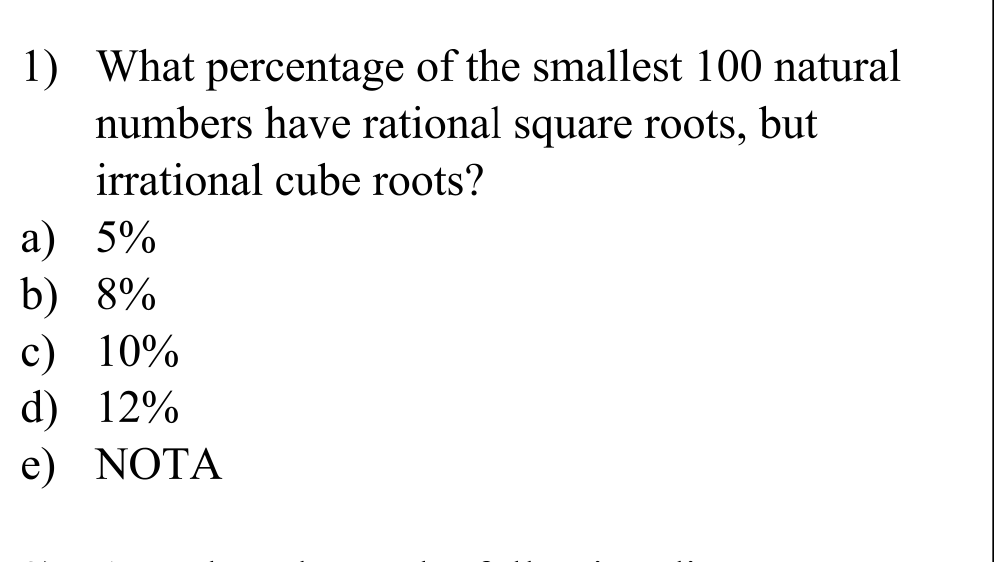 1) What percentage of the smallest 100 natural
numbers have rational square roots, but
irrational cube roots?
a) 5%
b) 8%
c) 10%
d) 12%
e) NOTA